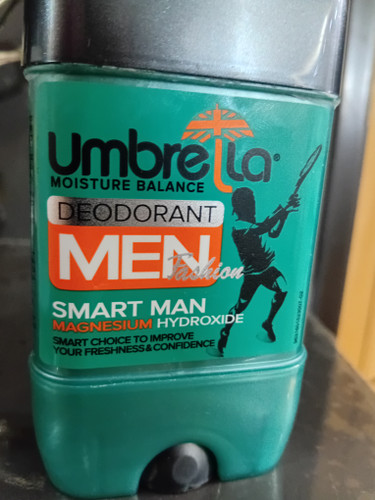 Umbrella®
MOISTURE BALANCE
DEODORANT
MEN
Fashion
SMART MAN
MAGNESIUM HYDROXIDE
SMART CHOICE TO IMPROVE
YOUR FRESHNESS & CONFIDENCE